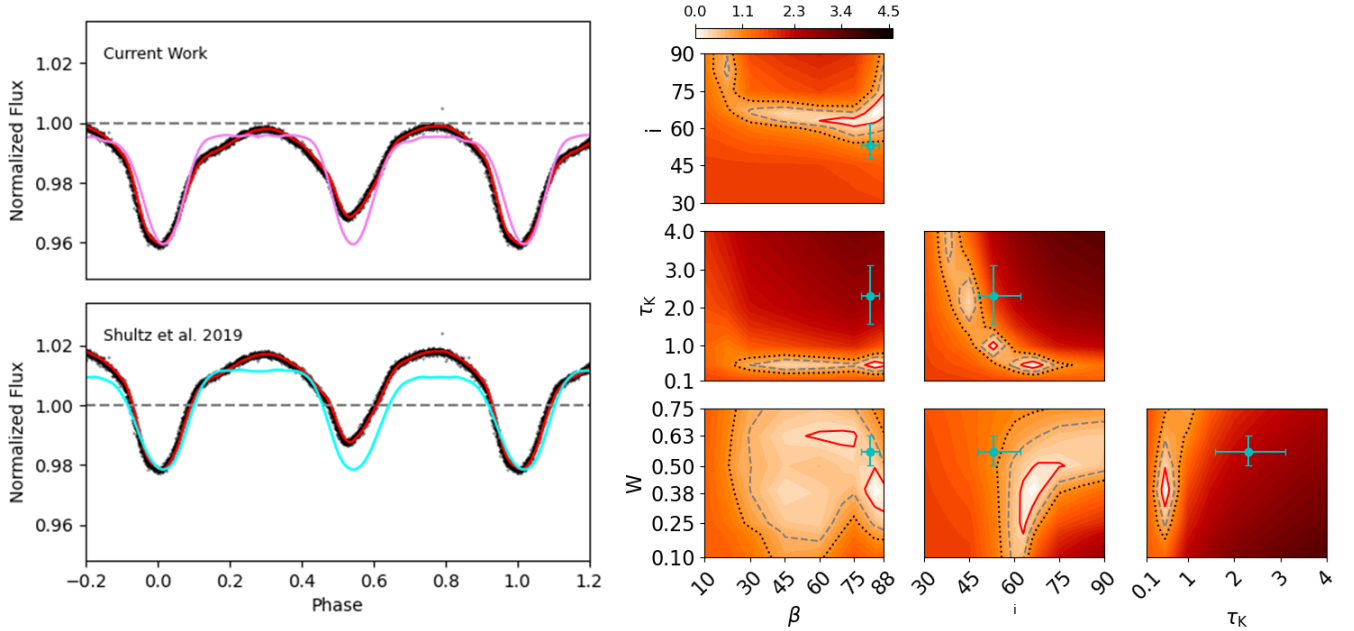 Current Work
Normalized Flux
1.02
1.00
0.98
0.96
Shultz et al. 2019
Normalized Flux
1.02
1.00
0.98
0.96
−0.2 0.0 0.2 0.4 0.6 0.8 1.0 1.2
Phase
0.0 1.1 2.3 3.4 4.5
90
75
60
45
30
i
4.0
3.0
2.0
1.0
0.1
τK
0.75
0.63
0.50
0.38
0.25
0.10
W
10 30 45 60 75 88
β
30 45 60 75 90
i
0.1 1 2 3 4
τK